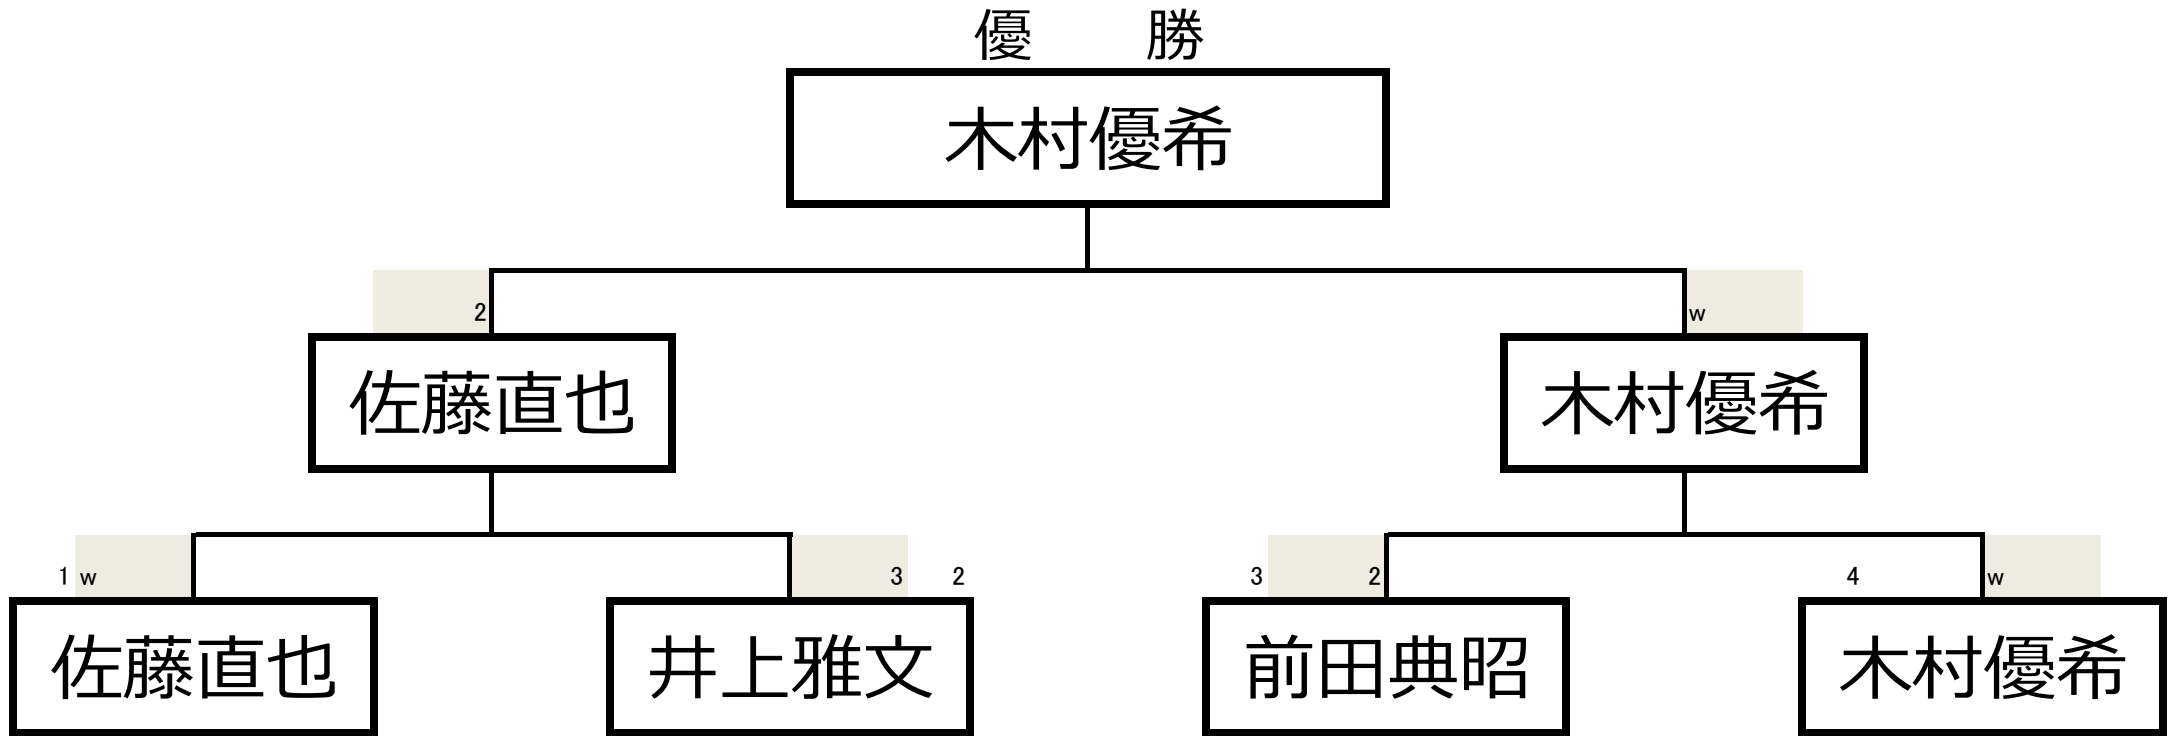 優 勝
木村優希
2 w
佐藤直也 木村優希
1 w 3 2 3 2 4 w
佐藤直也 井上雅文 前田典昭 木村優希